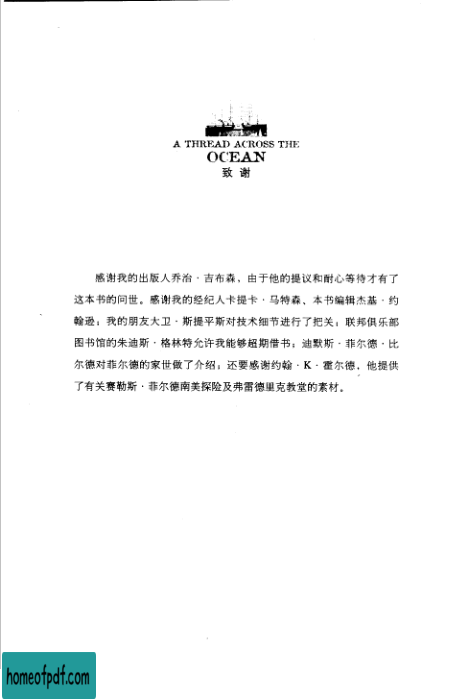 A THREAD ACROSS THE
OCEAN
致 谢
感谢我的出版人乔治·吉布森，由于他的提议和耐心等待才有了
这本书的问世。感谢我的经纪人卡提卡·马特森、本书编辑杰基·约
翰逊；我的朋友大卫·斯提平斯对技术细节进行了把关；联邦俱乐部
图书馆的朱迪斯·格林特允许我能够超期借书；迪默斯·菲尔德·比
尔德对菲尔德的家世做了介绍；还要感谢约翰·K·霍尔德，他提供
了有关赛勒斯·菲尔德南美探险及弗雷德里克教堂的素材。
homeofpdf.com